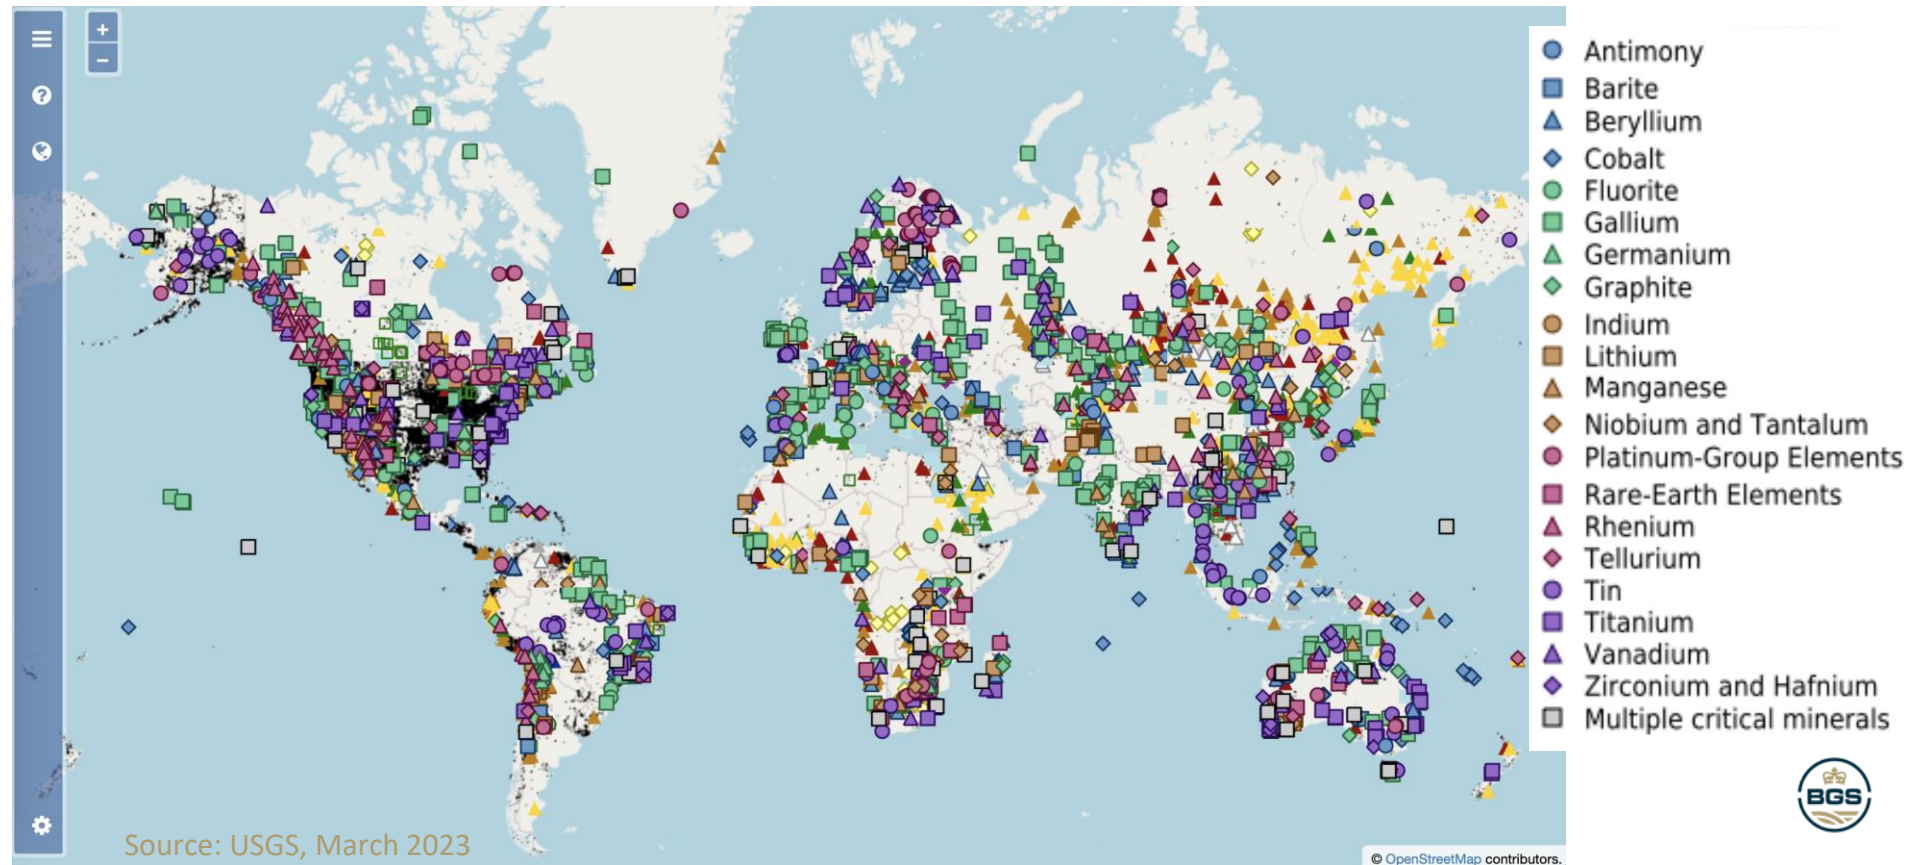 +
–
?
Antimony
Barite
Beryllium
Cobalt
Fluorite
Gallium
Germanium
Graphite
Indium
Lithium
Manganese
Niobium and Tantalum
Platinum-Group Elements
Rare-Earth Elements
Rhenium
Tellurium
Tin
Titanium
Vanadium
Zirconium and Hafnium
Multiple critical minerals
BGS
Source: USGS, March 2023
© OpenStreetMap contributors.